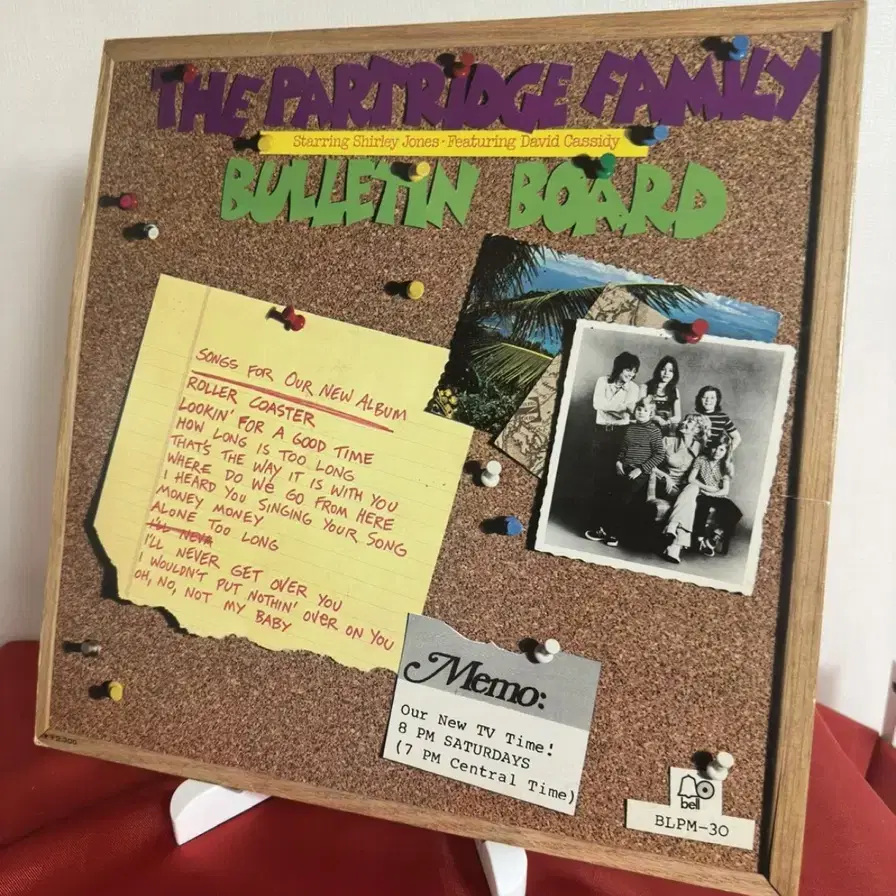 THE PARTRIDGE FAMILY
Starring Shirley Jones · Featuring David Cassidy
BULLETIN BOARD
SONGS FOR OUR NEW ALBUM
ROLLER COASTER
LOOKIN' FOR A GOOD TIME
HOW LONG IS TOO LONG
THAT'S THE WAY IT IS WITH YOU
WHERE DO WE GO FROM HERE
I HEARD YOU SINGING YOUR SONG
MONEY MONEY
ALONE TOO LONG
I'LL NEVA
I'LL NEVER GET OVER YOU
I WOULDN'T PUT NOTHIN' OVER ON YOU
OH, NO, NOT MY BABY
Memo:
Our New TV Time!
8 PM SATURDAYS
(7 PM Central Time)
bell
BLPM-30